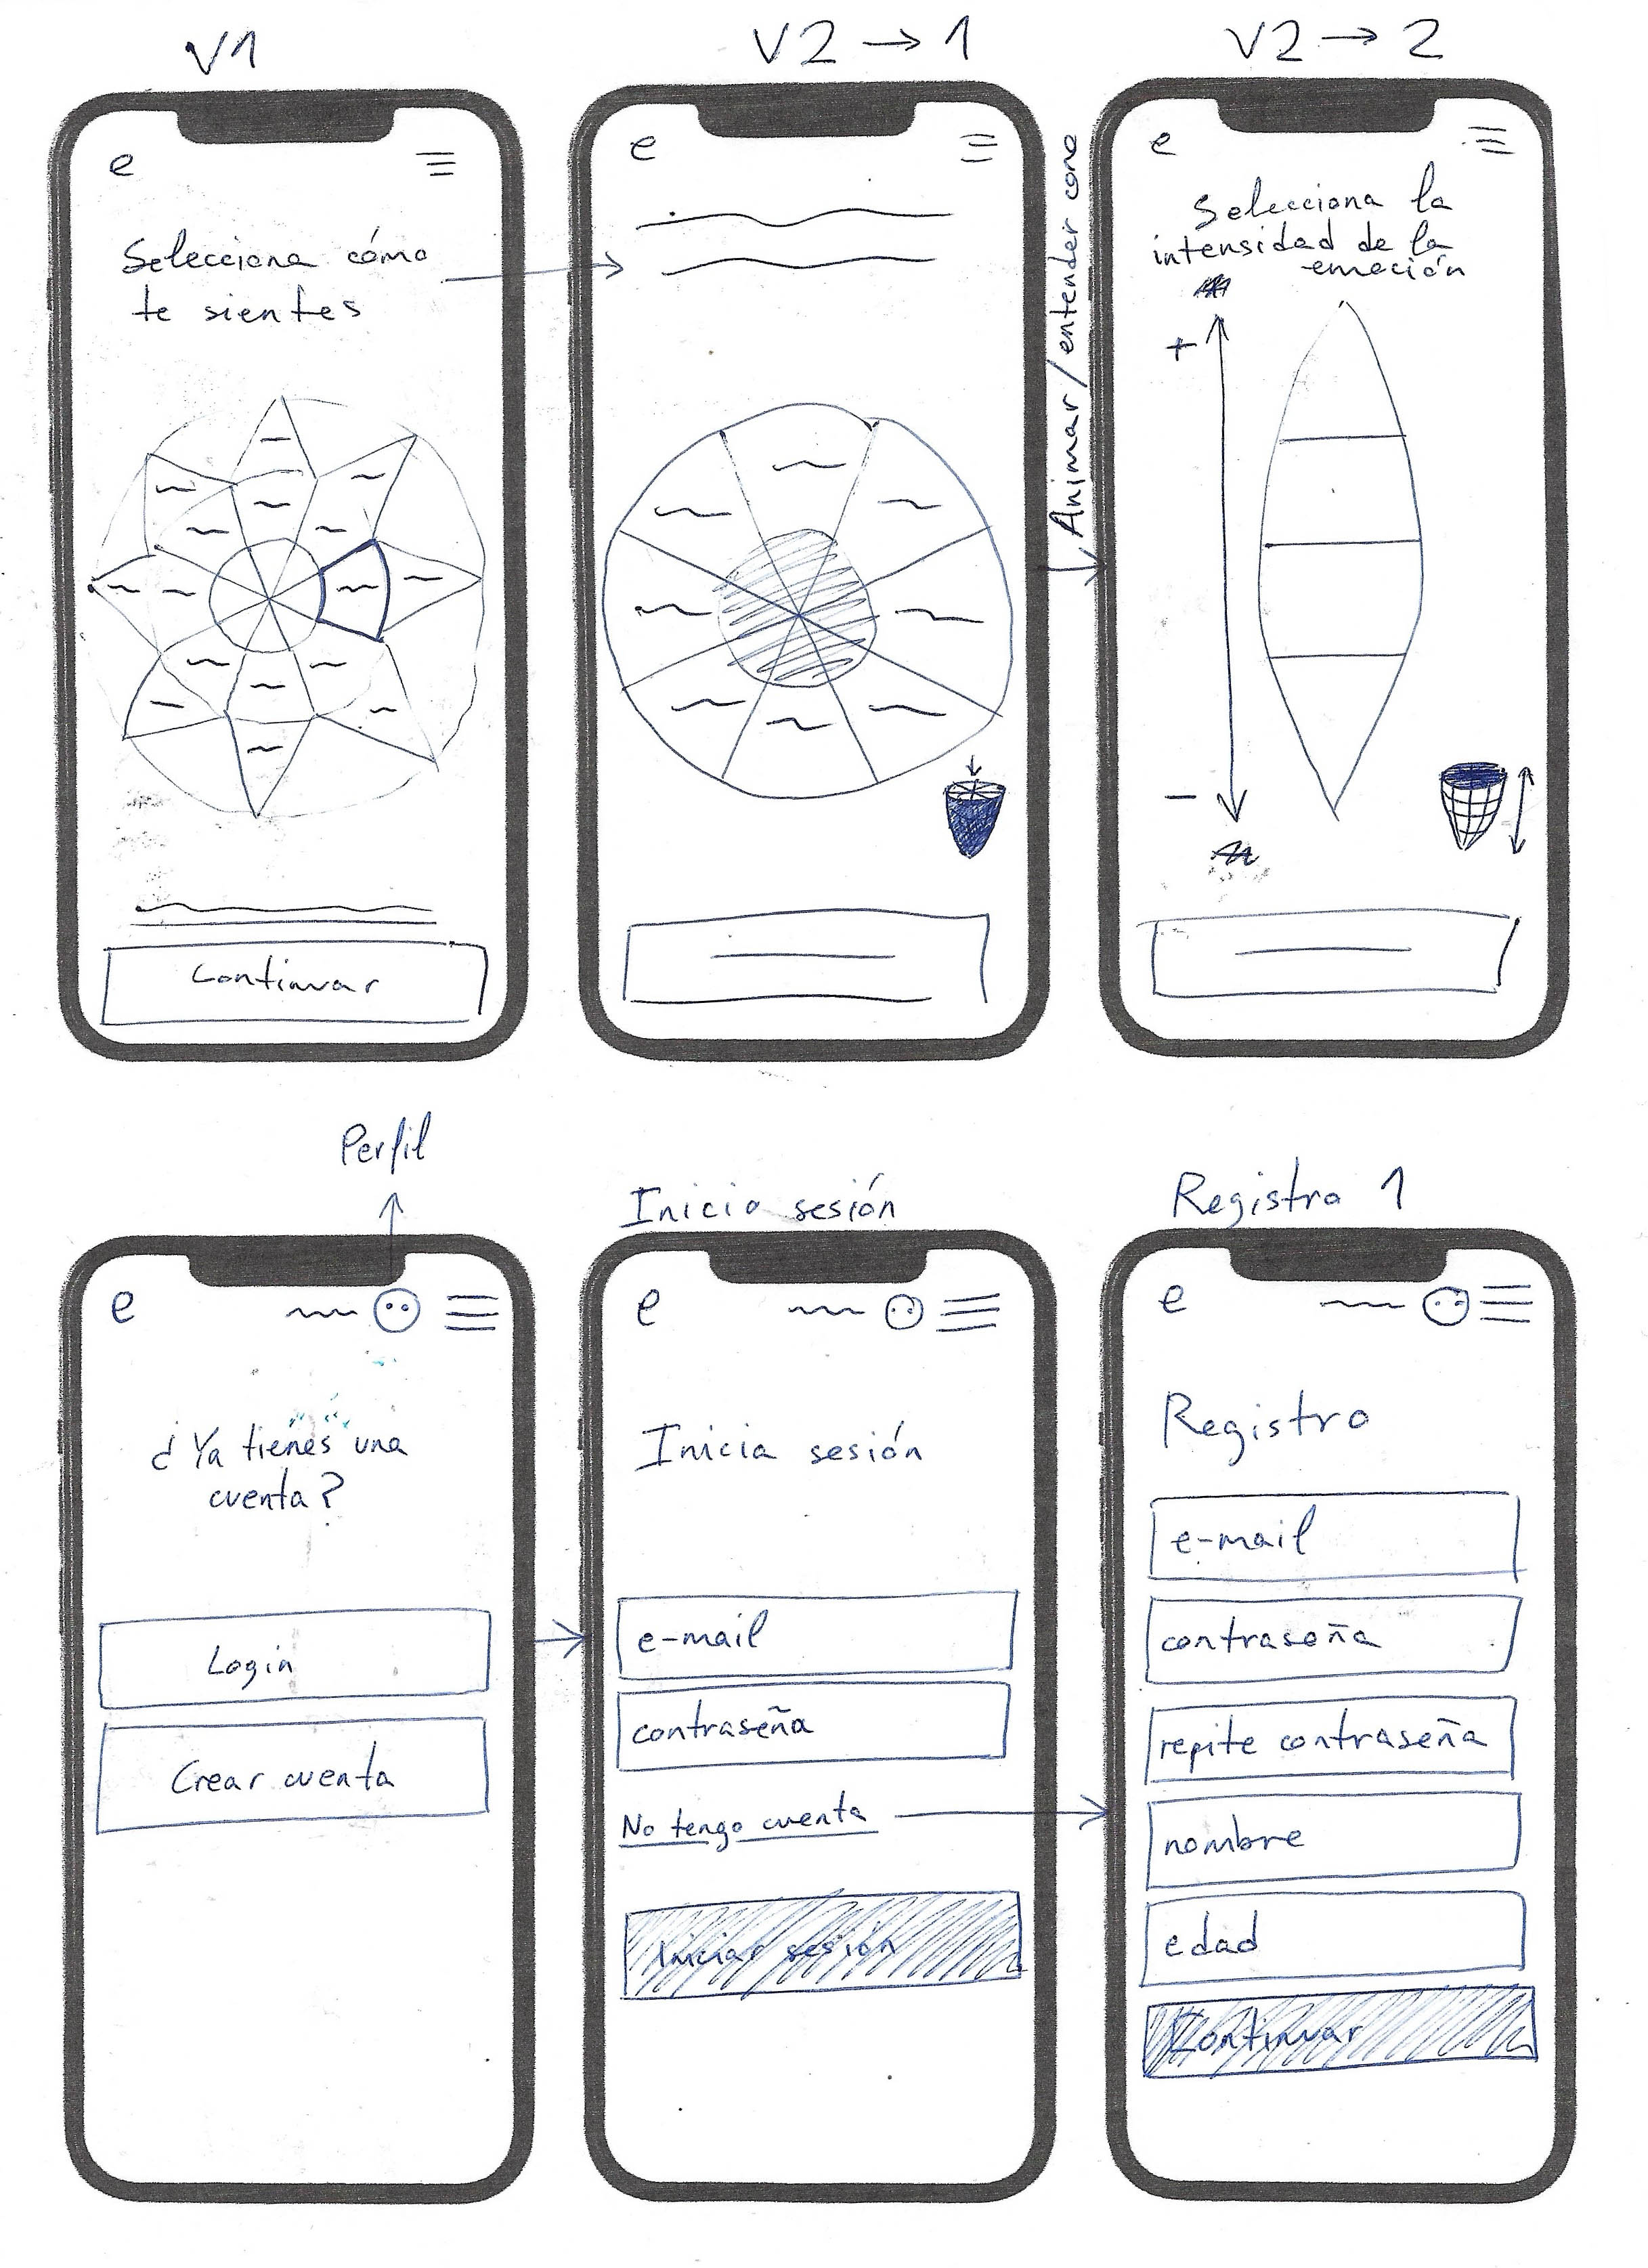 V1
V2 → 1
V2 → 2
e
Selecciona cómo
te sientes
Continuar
e
Animar / entender cono
e
Selecciona la
intensidad de la
emoción
+
−
Perfil
Inicio sesión
Registro 1
e
¿Ya tienes una
cuenta?
Login
Crear cuenta
e
Inicia sesión
e-mail
contraseña
No tengo cuenta
Iniciar sesión
e
Registro
e-mail
contraseña
repite contraseña
nombre
edad
Continuar